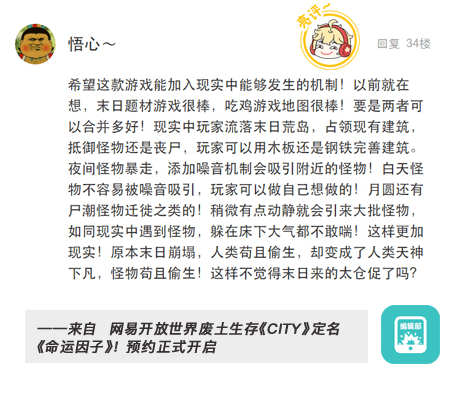 亮评~
悟心～
回复 34楼
希望这款游戏能加入现实中能够发生的机制！以前就在
想，末日题材游戏很棒，吃鸡游戏地图很棒！要是两者可
以合并多好！现实中玩家流落末日荒岛，占领现有建筑，
抵御怪物还是丧尸，玩家可以用木板还是钢铁完善建筑。
夜间怪物暴走，添加噪音机制会吸引附近的怪物！白天怪
物不容易被噪音吸引，玩家可以做自己想做的！月圆还有
尸潮怪物迁徙之类的！稍微有点动静就会引来大批怪物，
如同现实中遇到怪物，躲在床下大气都不敢喘！这样更加
现实！原本末日崩塌，人类苟且偷生，却变成了人类天神
下凡，怪物苟且偷生！这样不觉得末日来的太仓促了吗？
——来自 网易开放世界废土生存《CITY》定名
《命运因子》！预约正式开启
编辑部